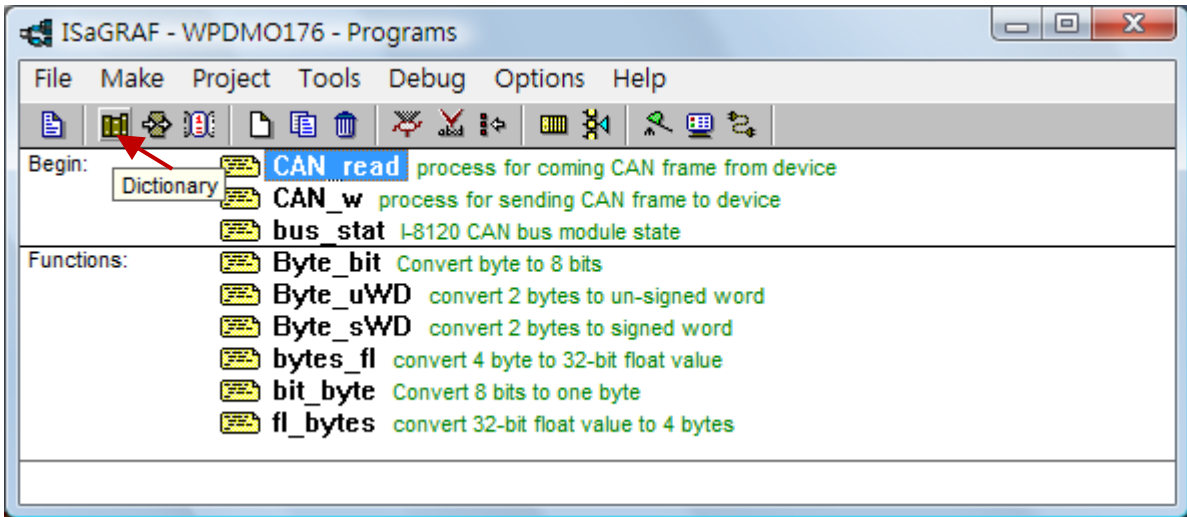 ISaGRAF - WPDMO176 - Programs
File Make Project Tools Debug Options Help
Begin: CAN_read process for coming CAN frame from device
Dictionary
CAN_w process for sending CAN frame to device
bus_stat I-8120 CAN bus module state
Functions: Byte_bit Convert byte to 8 bits
Byte_uWD convert 2 bytes to un-signed word
Byte_sWD convert 2 bytes to signed word
bytes_fl convert 4 byte to 32-bit float value
bit_byte Convert 8 bits to one byte
fl_bytes convert 32-bit float value to 4 bytes